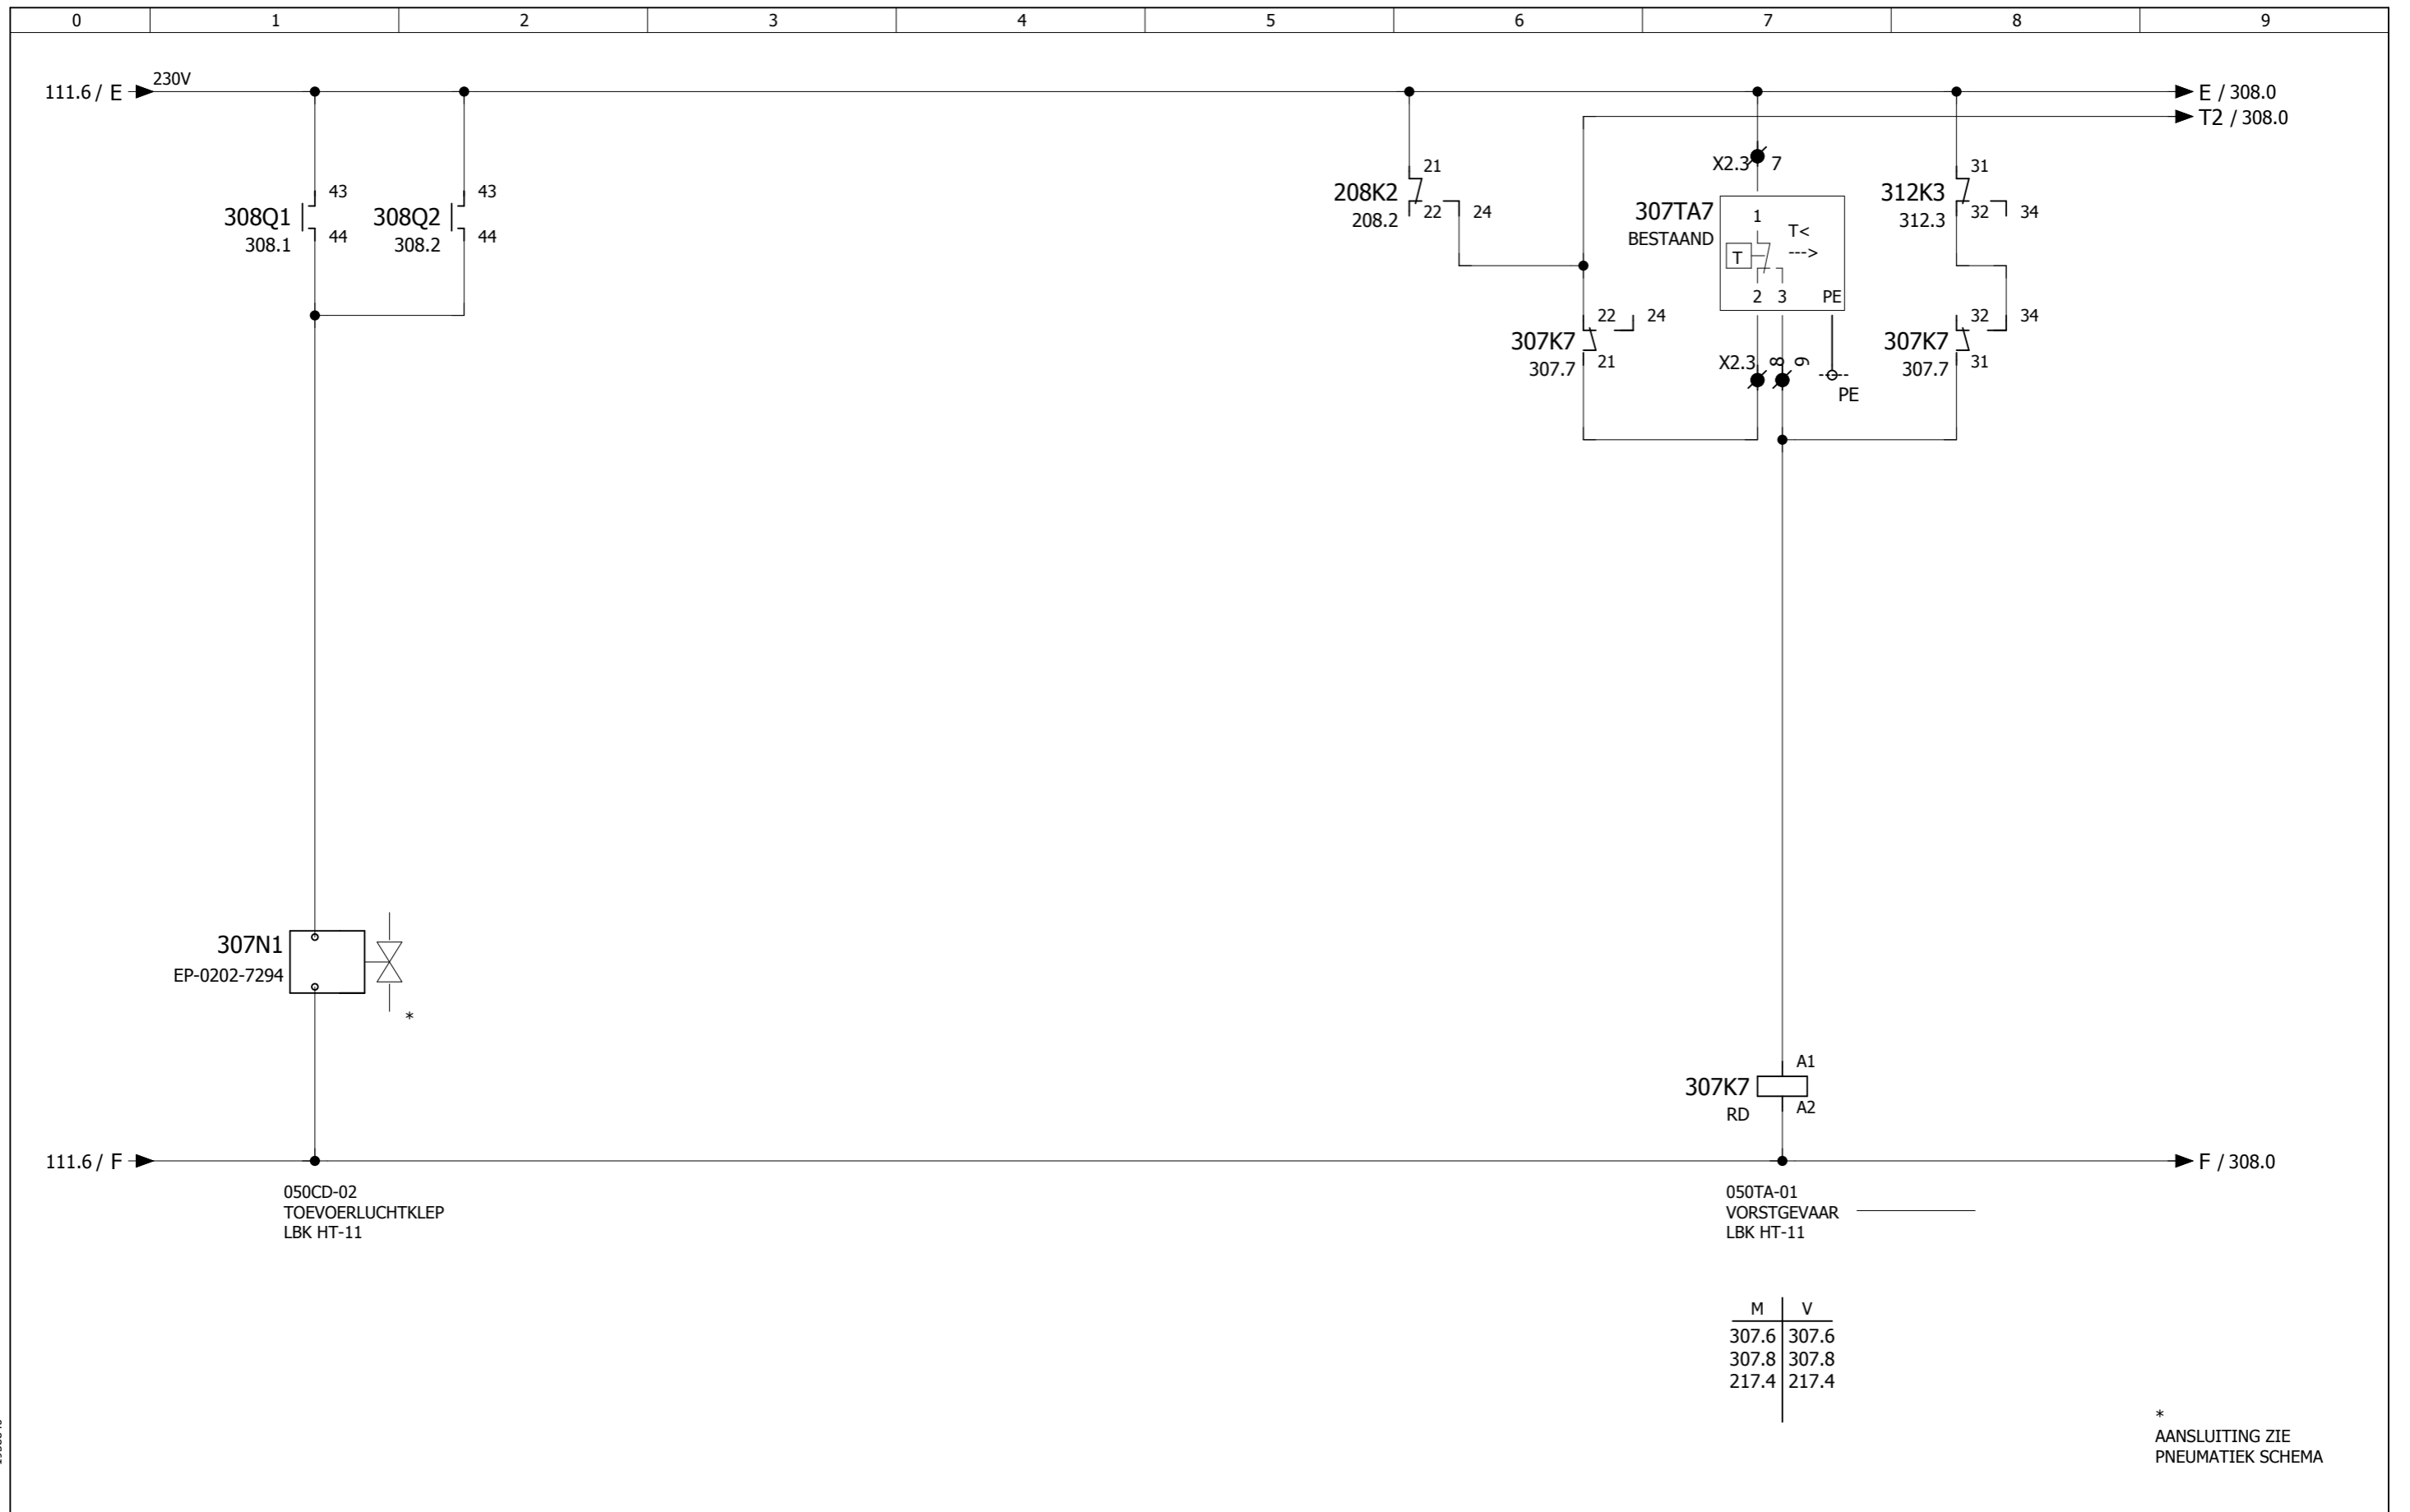 0 1 2 3 4 5 6 7 8 9
230V
111.6 / E
E / 308.0
T2 / 308.0
308Q1
308.1
43
44
308Q2
308.2
43
44
208K2
208.2
21
22
24
X2.3
7
307TA7
BESTAAND
1
T
T<
--->
2
3
PE
312K3
312.3
31
32
34
307K7
307.7
22
24
21
X2.3
8
9
PE
307K7
307.7
32
34
31
307N1
EP-0202-7294
*
307K7
RD
A1
A2
111.6 / F
F / 308.0
050CD-02
TOEVOERLUCHTKLEP
LBK HT-11
050TA-01
VORSTGEVAAR
LBK HT-11
M V
307.6 307.6
307.8 307.8
217.4 217.4
*
AANSLUITING ZIE
PNEUMATIEK SCHEMA